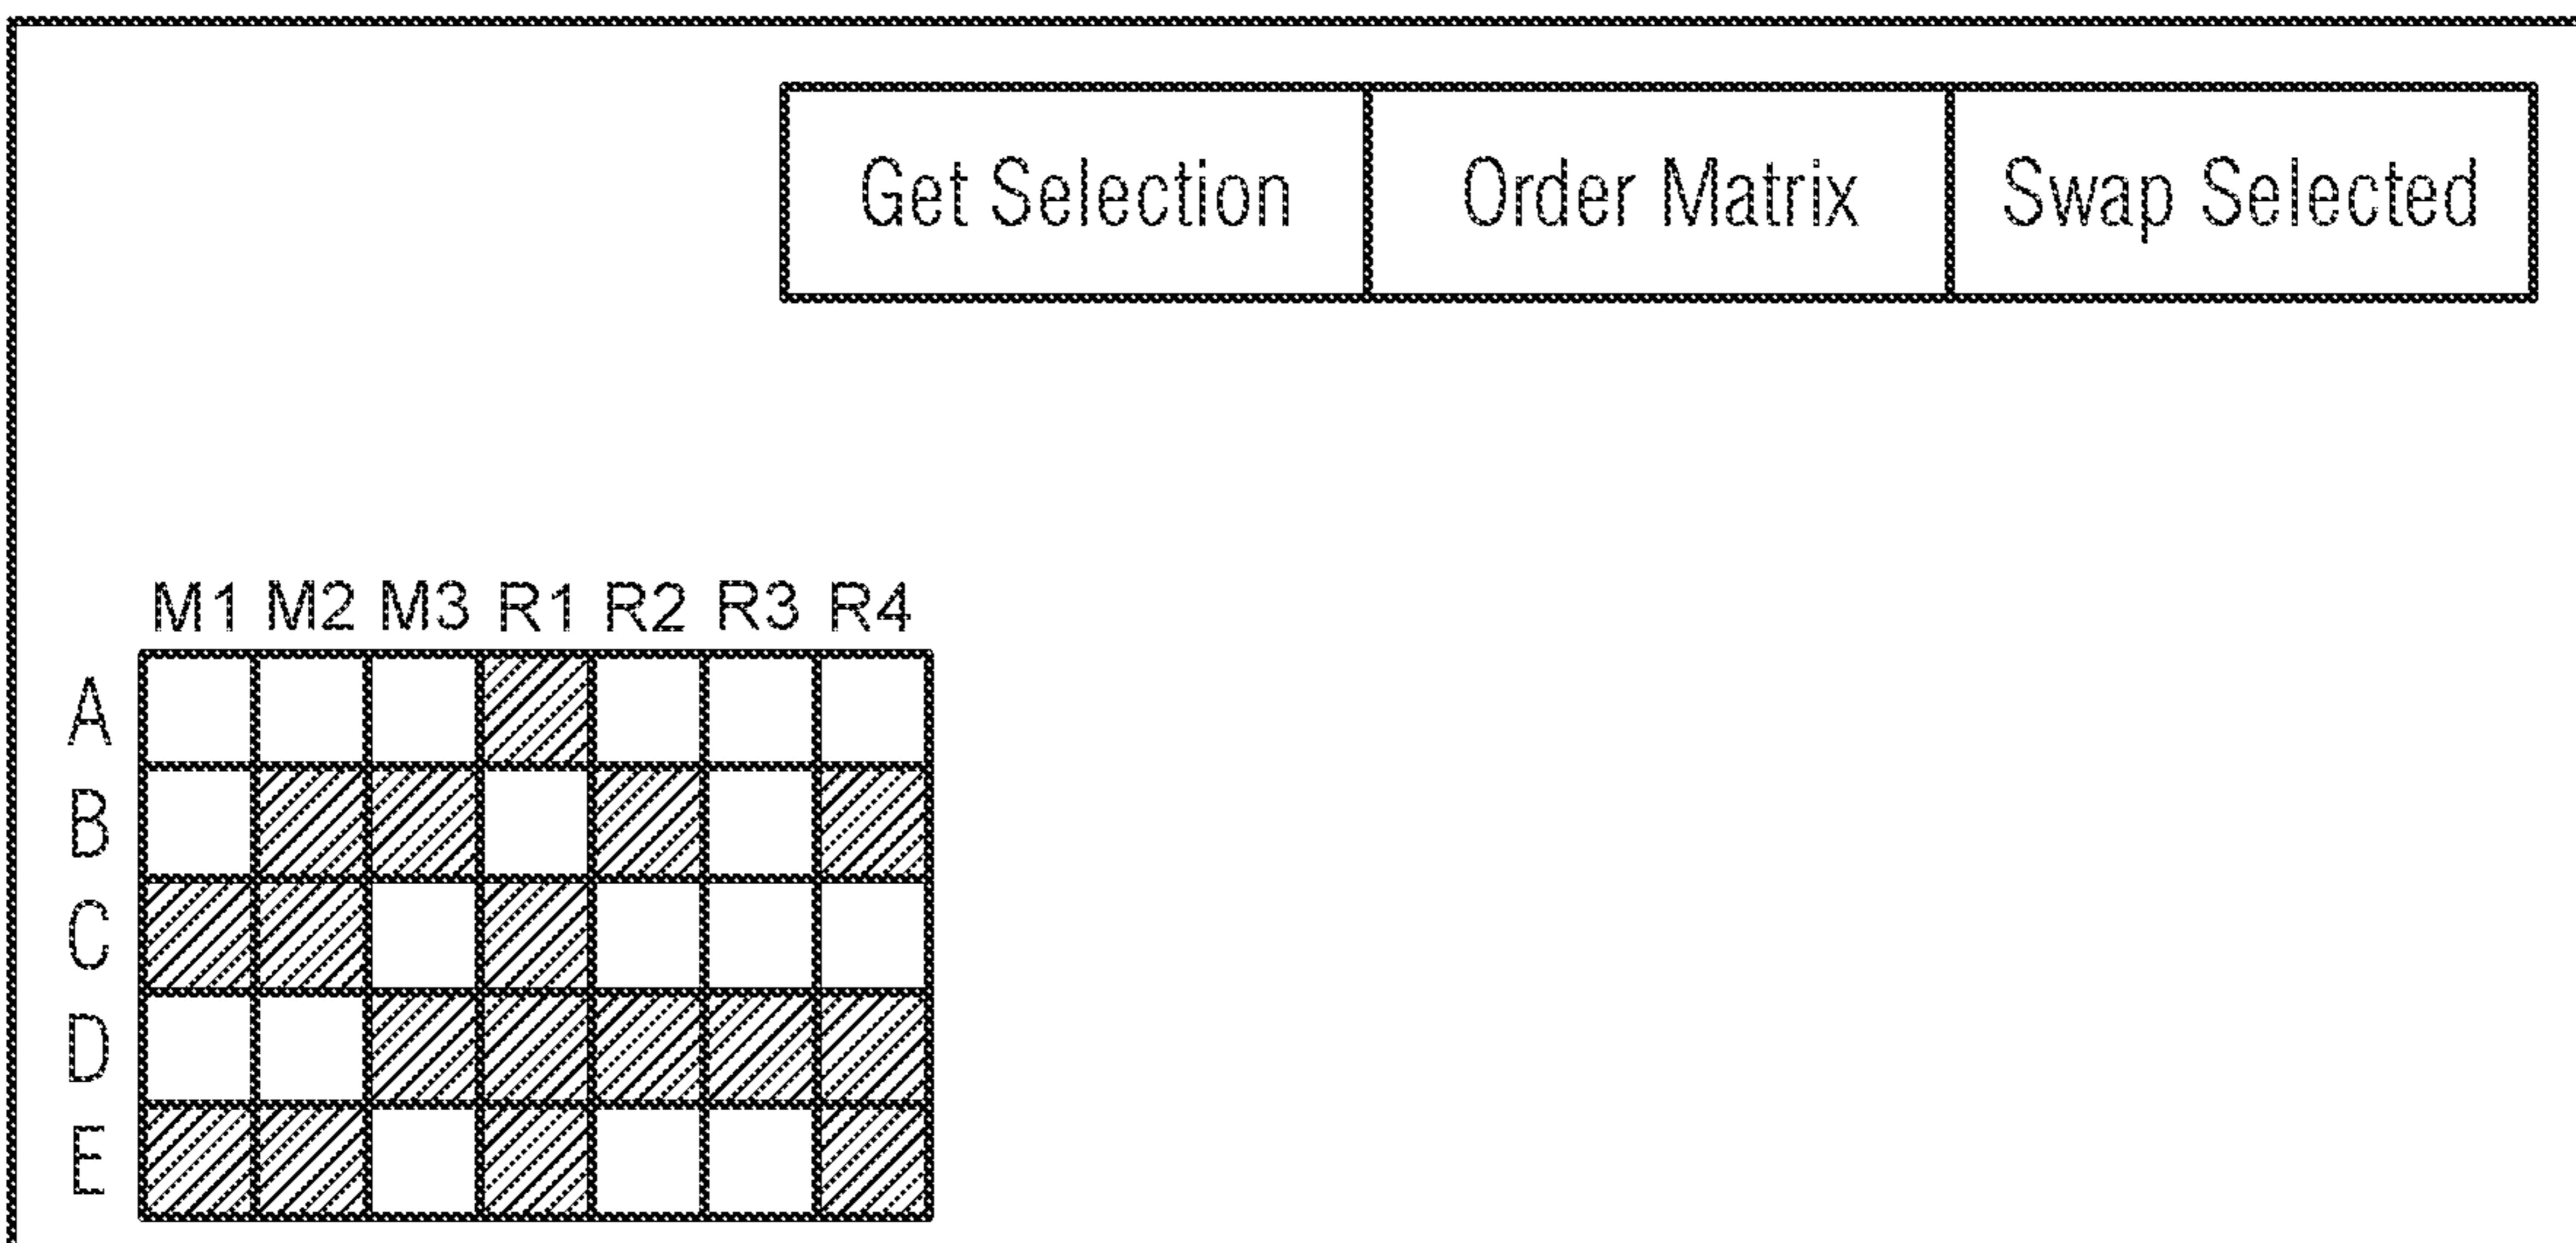 Get Selection Order Matrix Swap Selected
M1 M2 M3 R1 R2 R3 R4
A
B
C
D
E